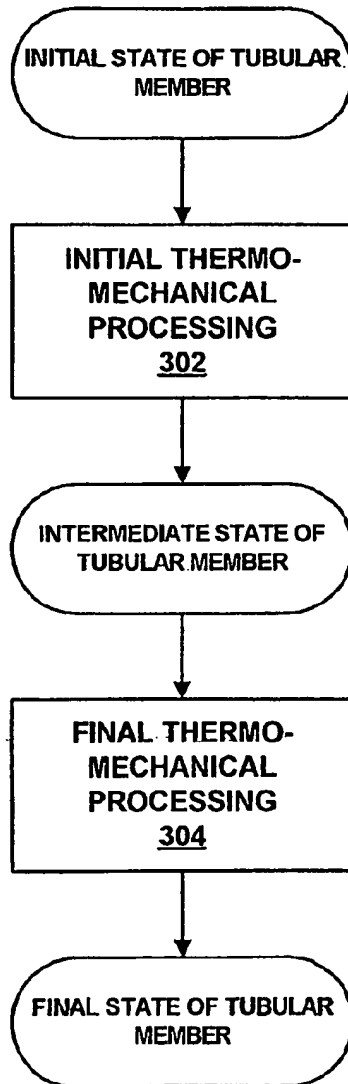 INITIAL STATE OF TUBULAR
MEMBER
INITIAL THERMO-
MECHANICAL
PROCESSING
302
INTERMEDIATE STATE OF
TUBULAR MEMBER
FINAL THERMO-
MECHANICAL
PROCESSING
304
FINAL STATE OF TUBULAR
MEMBER